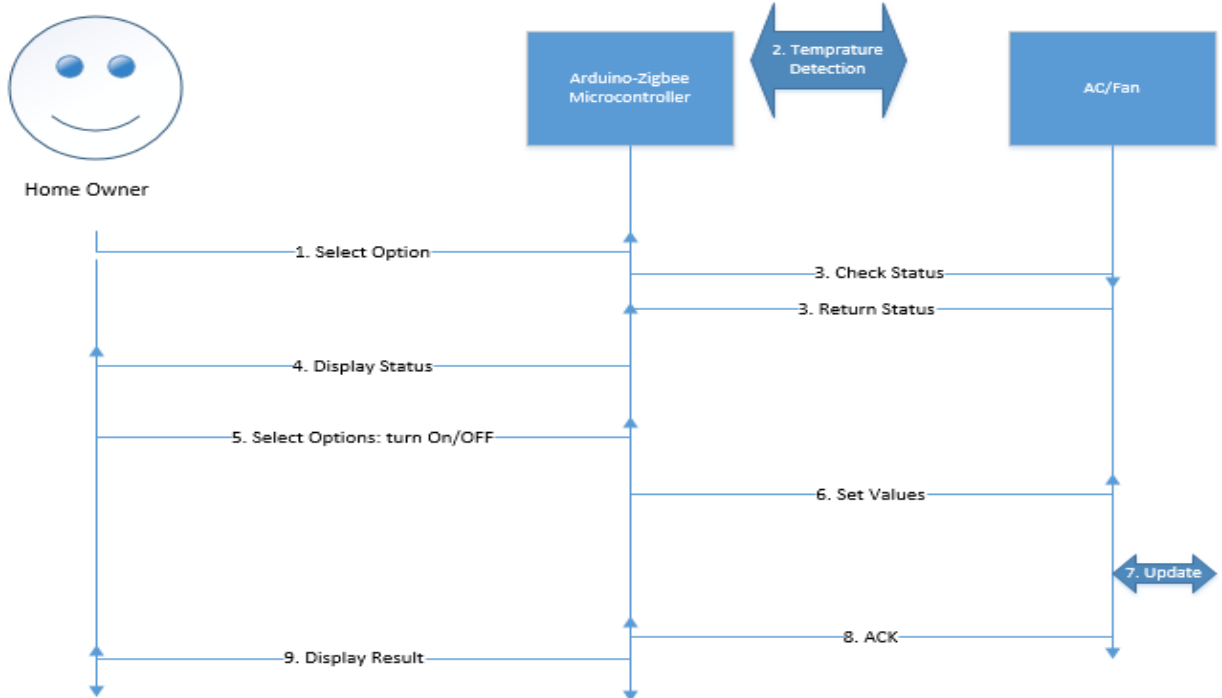 2. Temprature
Detection
Arduino-Zigbee
Microcontroller
AC/Fan
Home Owner
1. Select Option
3. Check Status
3. Return Status
4. Display Status
5. Select Options: turn On/OFF
6. Set Values
7. Update
8. ACK
9. Display Result